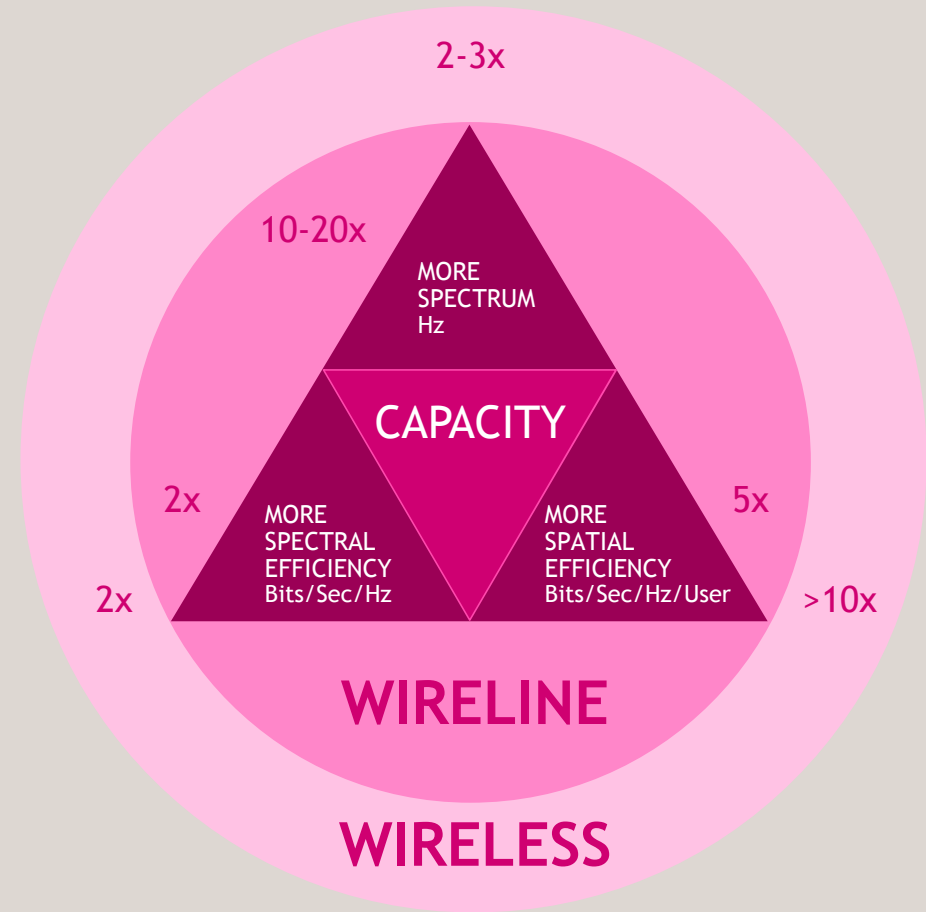 2-3x
10-20x
MORE
SPECTRUM
Hz
CAPACITY
2x
5x
MORE
SPECTRAL
EFFICIENCY
Bits/Sec/Hz
MORE
SPATIAL
EFFICIENCY
Bits/Sec/Hz/User
2x
>10x
WIRELINE
WIRELESS